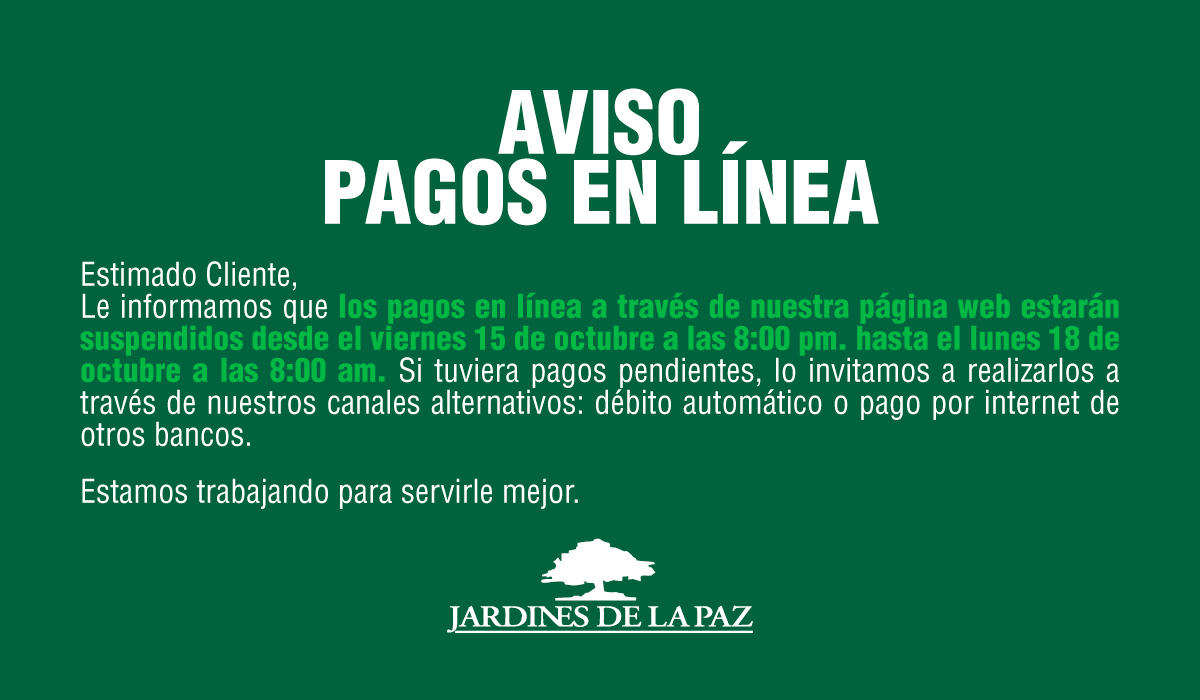 AVISO
PAGOS EN LÍNEA
Estimado Cliente,
Le informamos que los pagos en línea a través de nuestra página web estarán
suspendidos desde el viernes 15 de octubre a las 8:00 pm. hasta el lunes 18 de
octubre a las 8:00 am. Si tuviera pagos pendientes, lo invitamos a realizarlos a
través de nuestros canales alternativos: débito automático o pago por internet de
otros bancos.
Estamos trabajando para servirle mejor.
JARDINES DE LA PAZ